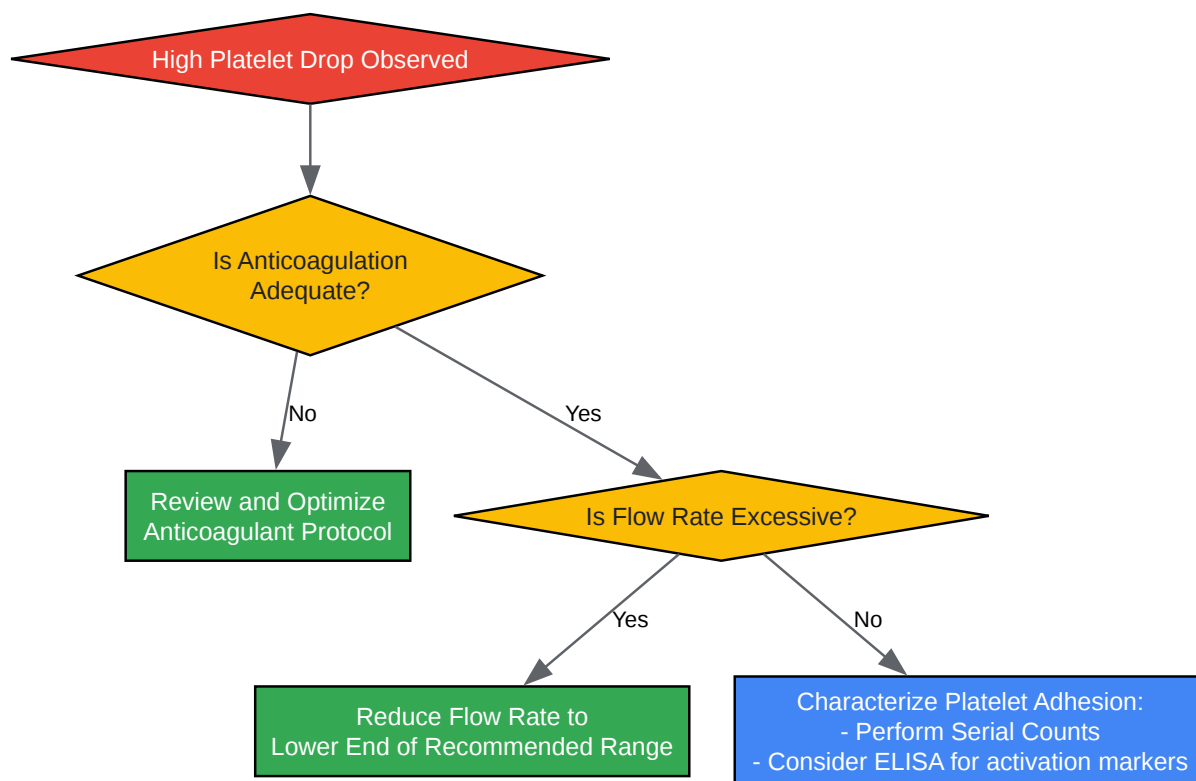 High Platelet Drop Observed
Is Anticoagulation
Adequate?
No
Yes
Review and Optimize
Anticoagulant Protocol
Is Flow Rate Excessive?
Yes
No
Reduce Flow Rate to
Lower End of Recommended Range
Characterize Platelet Adhesion:
- Perform Serial Counts
- Consider ELISA for activation markers